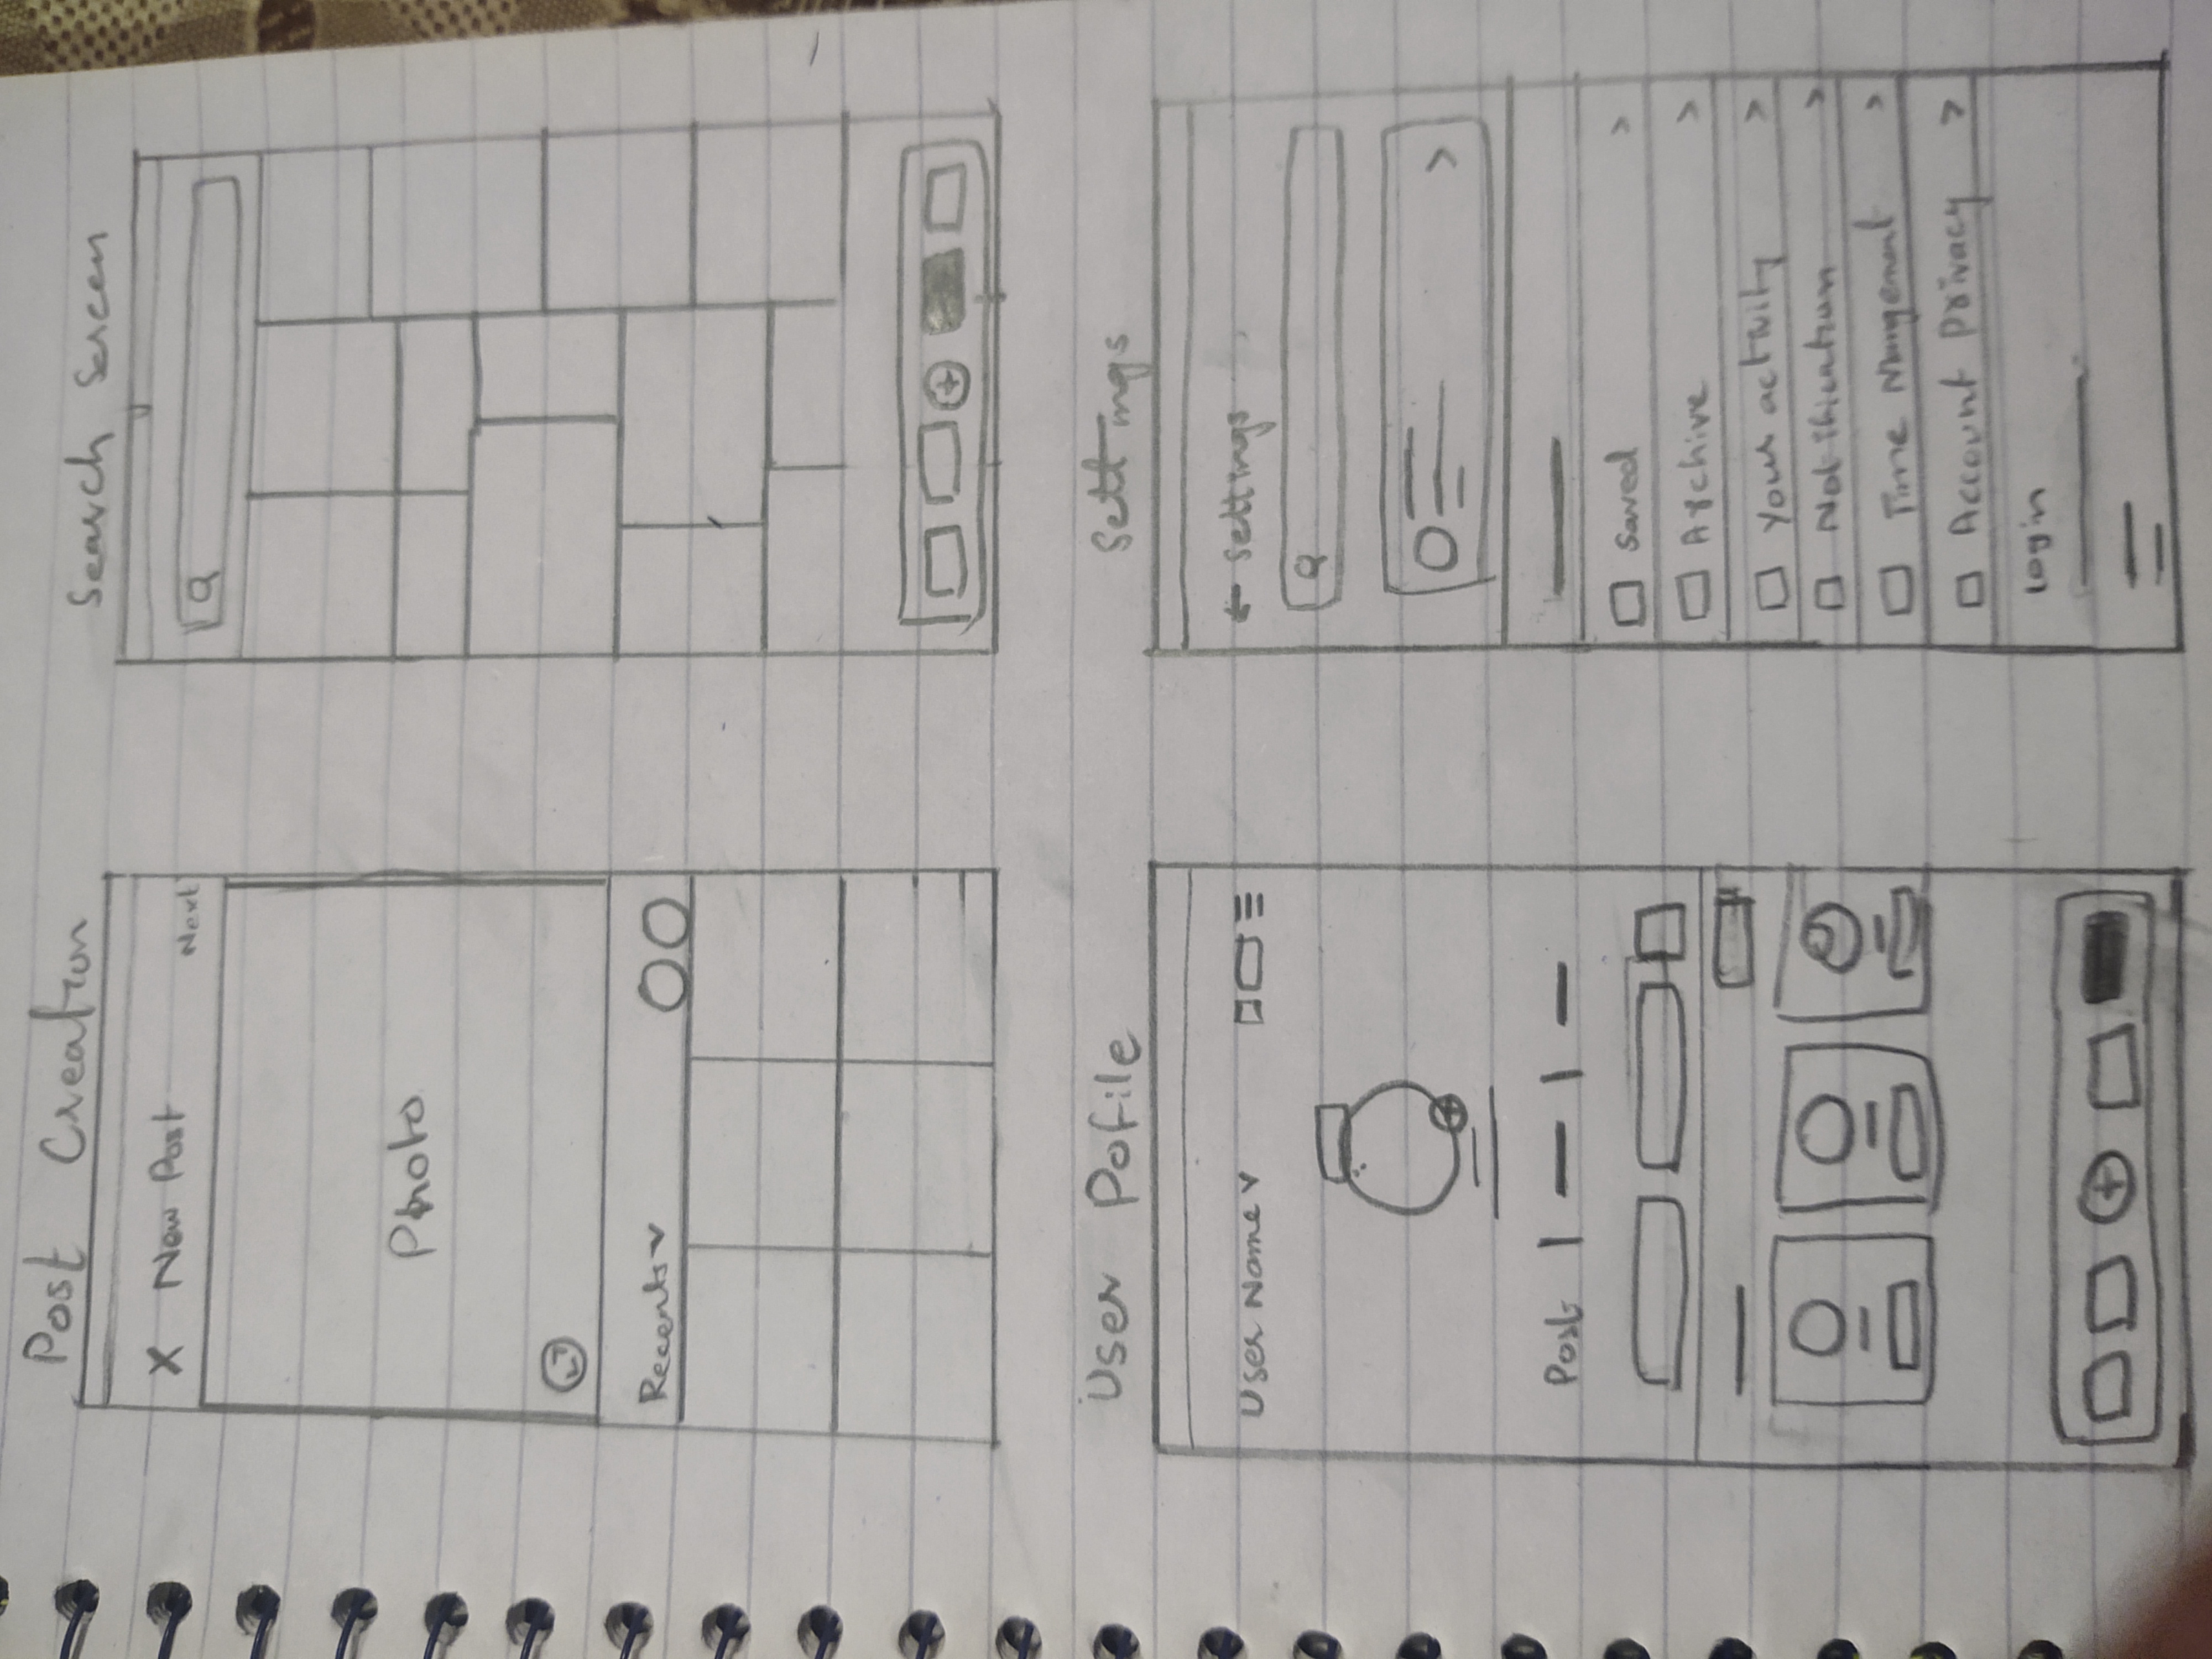 Post Creation
X New Post Next
Photo
Recents
Search Screen
User Pofile
User Name
Post
Settings
← Settings
Saved >
Archive >
Your activity >
Notification >
Time Mangement >
Account Privacy >
Login